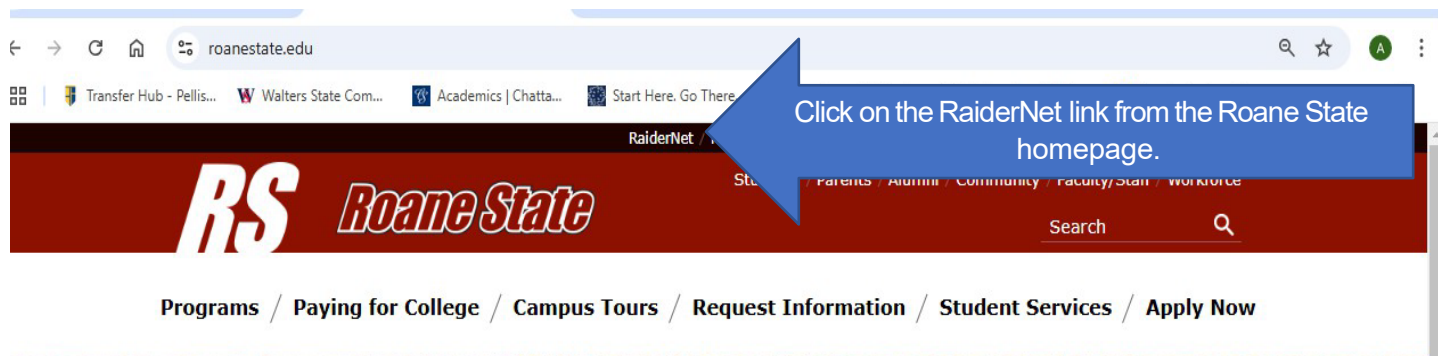 roanestate.edu
A
Transfer Hub - Pellis... Walters State Com... Academics | Chatta... Start Here. Go There.
Click on the RaiderNet link from the Roane State
homepage.
RaiderNet /
/ Parents / Alumni / Community / Faculty/Staff / Workforce
RS Roane State
Search
Programs / Paying for College / Campus Tours / Request Information / Student Services / Apply Now